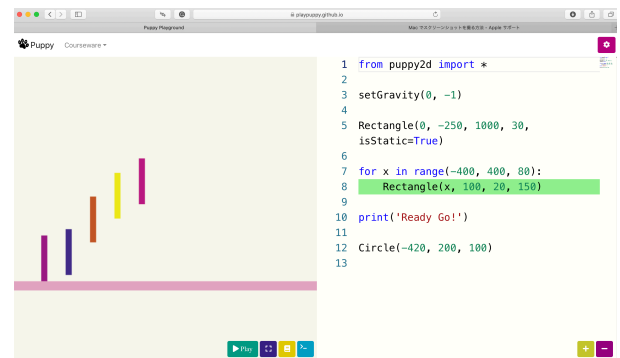 playpuppy.github.io
Puppy Playground
Mac でスクリーンショットを撮る方法 - Apple サポート
Puppy
Courseware
1 from puppy2d import *
2
3 setGravity(0, -1)
4
5 Rectangle(0, -250, 1000, 30,
isStatic=True)
6
7 for x in range(-400, 400, 80):
8 Rectangle(x, 100, 20, 150)
9
10 print('Ready Go!')
11
12 Circle(-420, 200, 100)
13
Play